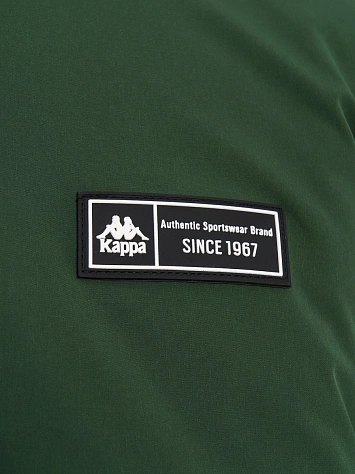 Kappa
Authentic Sportswear Brand
SINCE 1967